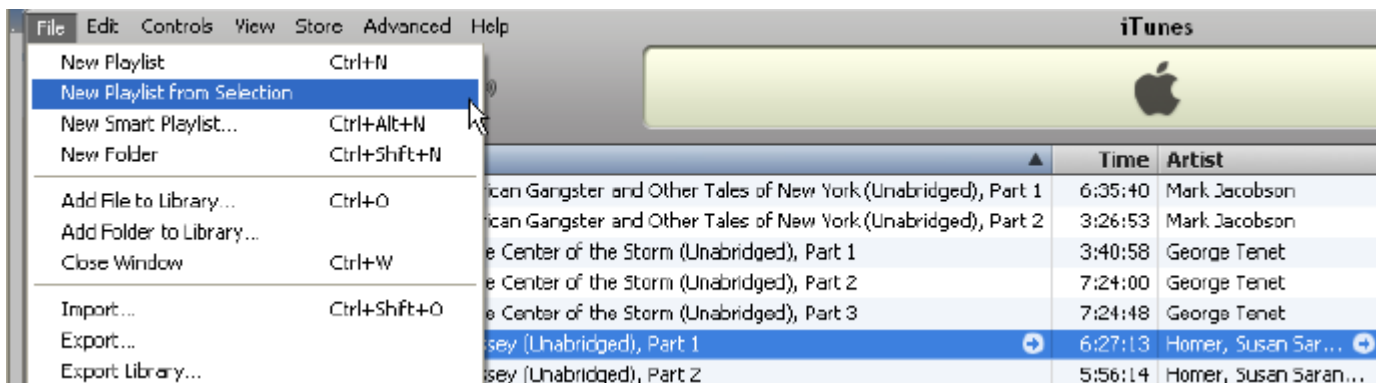 File Edit Controls View Store Advanced Help
iTunes
New Playlist Ctrl+N
New Playlist from Selection
New Smart Playlist... Ctrl+Alt+N
New Folder Ctrl+Shift+N
Add File to Library... Ctrl+O
Add Folder to Library...
Close Window Ctrl+W
Import... Ctrl+Shift+O
Export...
Export Library...
Time Artist
ican Gangster and Other Tales of New York (Unabridged), Part 1 6:35:40 Mark Jacobson
ican Gangster and Other Tales of New York (Unabridged), Part 2 3:26:53 Mark Jacobson
e Center of the Storm (Unabridged), Part 1 3:40:58 George Tenet
e Center of the Storm (Unabridged), Part 2 7:24:00 George Tenet
e Center of the Storm (Unabridged), Part 3 7:24:48 George Tenet
ssey (Unabridged), Part 1 6:27:13 Homer, Susan Sar...
ssey (Unabridged), Part 2 5:56:14 Homer, Susan Saran...